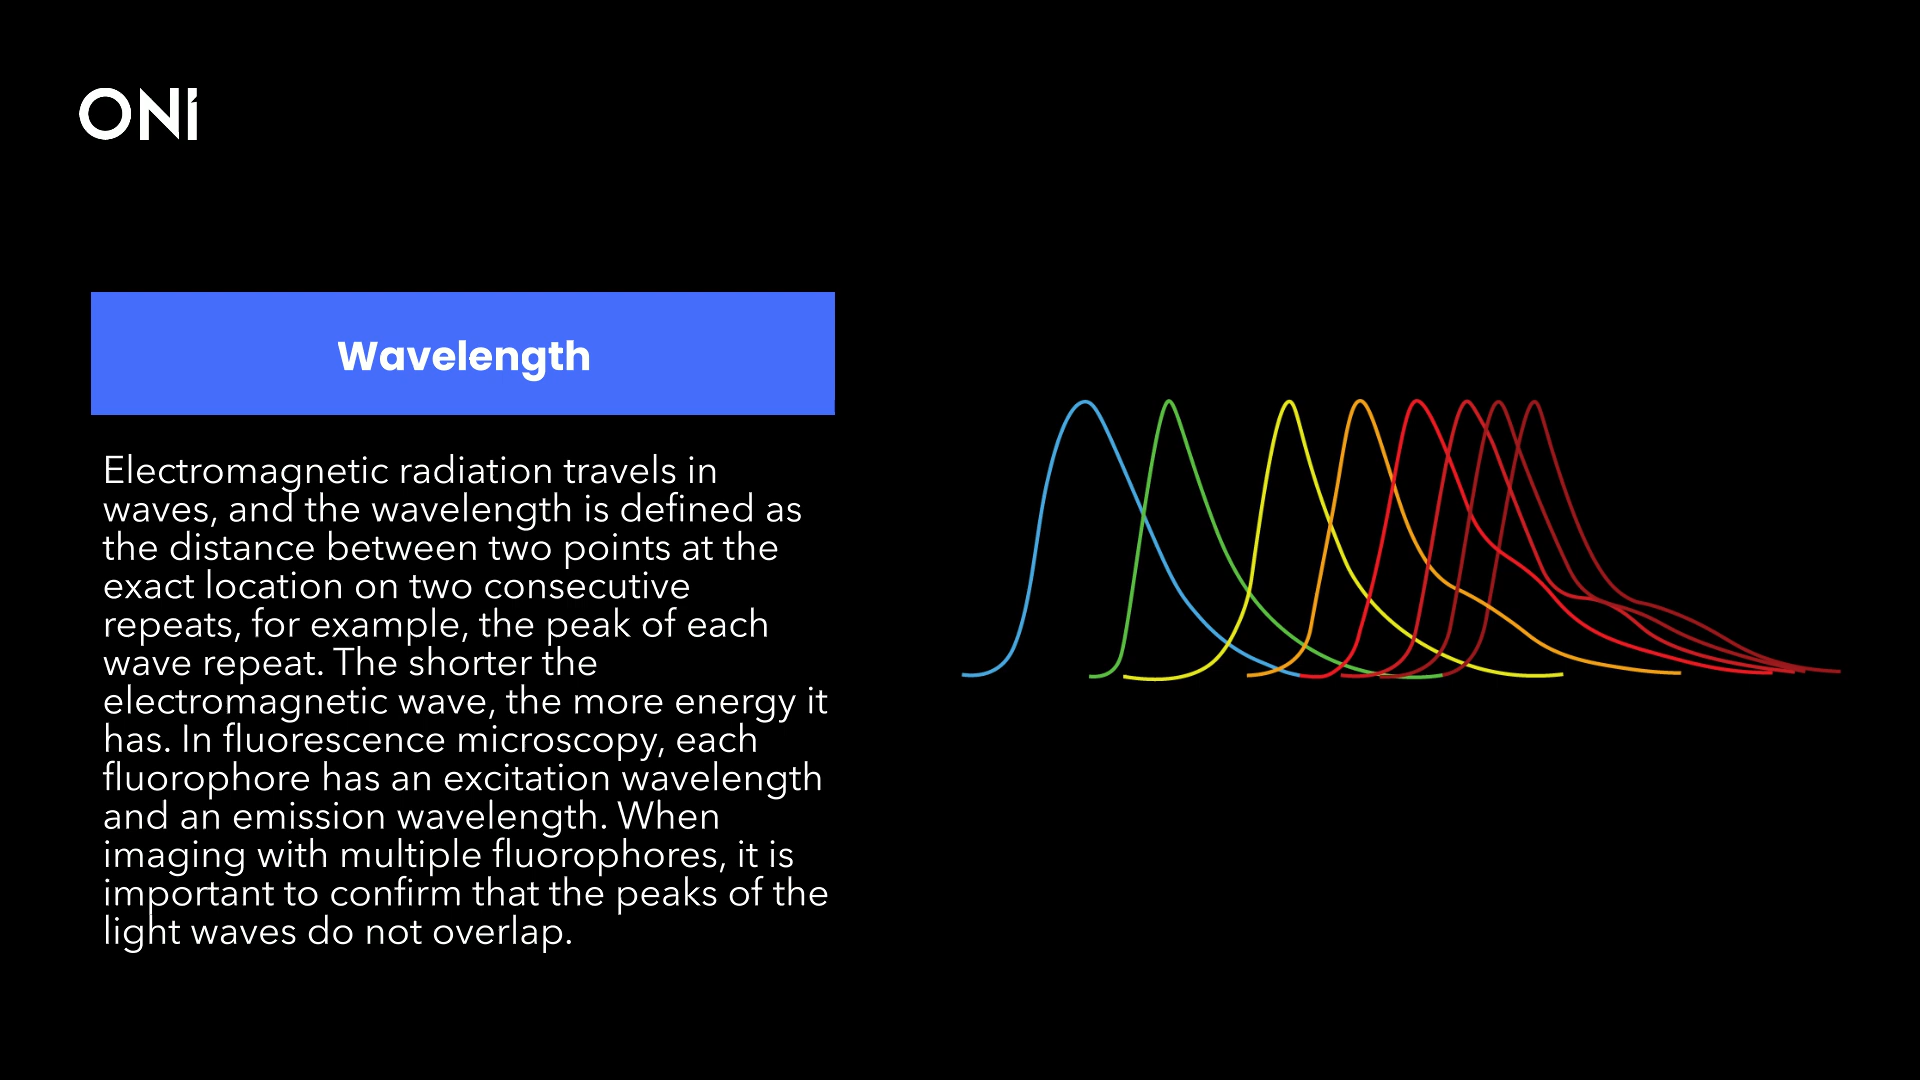 ONi
Wavelength
Electromagnetic radiation travels in
waves, and the wavelength is defined as
the distance between two points at the
exact location on two consecutive
repeats, for example, the peak of each
wave repeat. The shorter the
electromagnetic wave, the more energy it
has. In fluorescence microscopy, each
fluorophore has an excitation wavelength
and an emission wavelength. When
imaging with multiple fluorophores, it is
important to confirm that the peaks of the
light waves do not overlap.